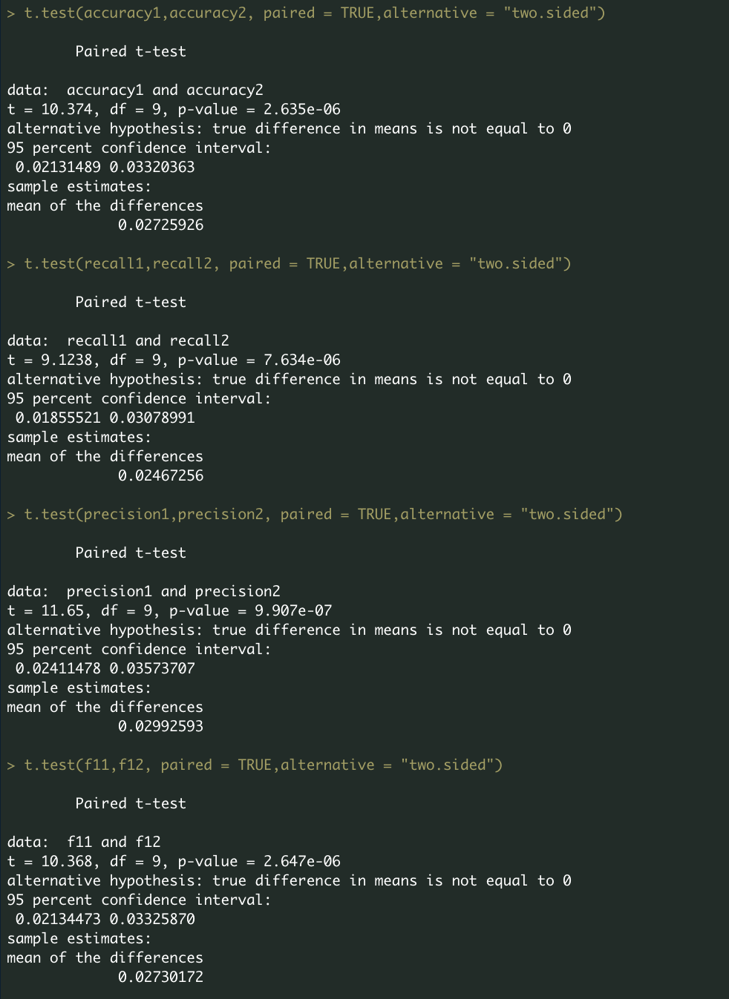 > t.test(accuracy1,accuracy2, paired = TRUE,alternative = "two.sided")
Paired t-test
data:  accuracy1 and accuracy2
t = 10.374, df = 9, p-value = 2.635e-06
alternative hypothesis: true difference in means is not equal to 0
95 percent confidence interval:
0.02131489 0.03320363
sample estimates:
mean of the differences
0.02725926
> t.test(recall1,recall2, paired = TRUE,alternative = "two.sided")
Paired t-test
data:  recall1 and recall2
t = 9.1238, df = 9, p-value = 7.634e-06
alternative hypothesis: true difference in means is not equal to 0
95 percent confidence interval:
0.01855521 0.03078991
sample estimates:
mean of the differences
0.02467256
> t.test(precision1,precision2, paired = TRUE,alternative = "two.sided")
Paired t-test
data:  precision1 and precision2
t = 11.65, df = 9, p-value = 9.907e-07
alternative hypothesis: true difference in means is not equal to 0
95 percent confidence interval:
0.02411478 0.03573707
sample estimates:
mean of the differences
0.02992593
> t.test(f11,f12, paired = TRUE,alternative = "two.sided")
Paired t-test
data:  f11 and f12
t = 10.368, df = 9, p-value = 2.647e-06
alternative hypothesis: true difference in means is not equal to 0
95 percent confidence interval:
0.02134473 0.03325870
sample estimates:
mean of the differences
0.02730172